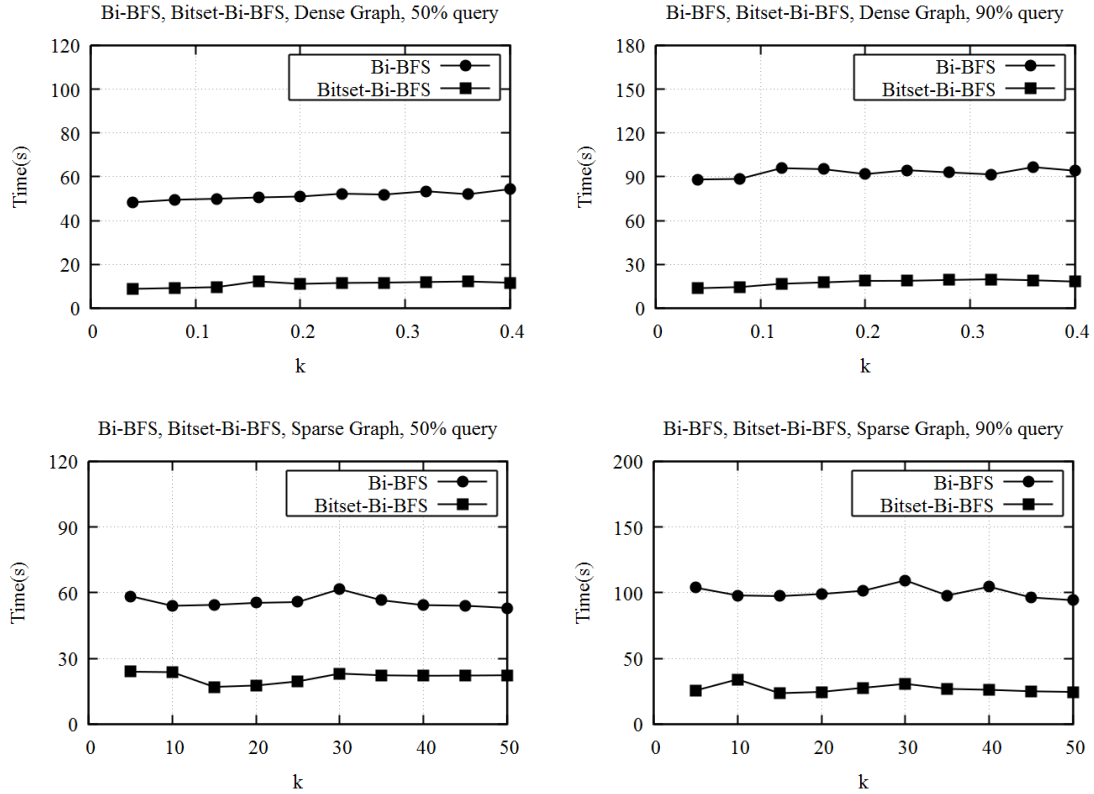 Bi-BFS, Bitset-Bi-BFS, Dense Graph, 50% query
120
100
80
60
40
20
0
Time(s)
Bi-BFS
Bitset-Bi-BFS
0 0.1 0.2 0.3 0.4
k
Bi-BFS, Bitset-Bi-BFS, Dense Graph, 90% query
180
150
120
90
60
30
0
Time(s)
Bi-BFS
Bitset-Bi-BFS
0 0.1 0.2 0.3 0.4
k
Bi-BFS, Bitset-Bi-BFS, Sparse Graph, 50% query
120
90
60
30
0
Time(s)
Bi-BFS
Bitset-Bi-BFS
0 10 20 30 40 50
k
Bi-BFS, Bitset-Bi-BFS, Sparse Graph, 90% query
200
150
100
50
0
Time(s)
Bi-BFS
Bitset-Bi-BFS
0 10 20 30 40 50
k